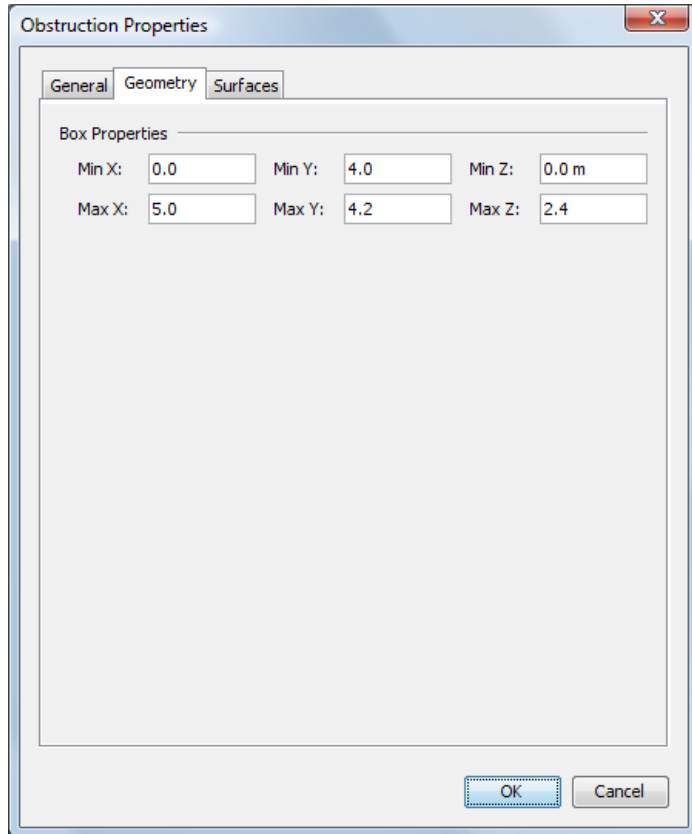 Obstruction Properties X
General Geometry Surfaces
Box Properties
Min X: 0.0 Min Y: 4.0 Min Z: 0.0 m
Max X: 5.0 Max Y: 4.2 Max Z: 2.4
OK Cancel